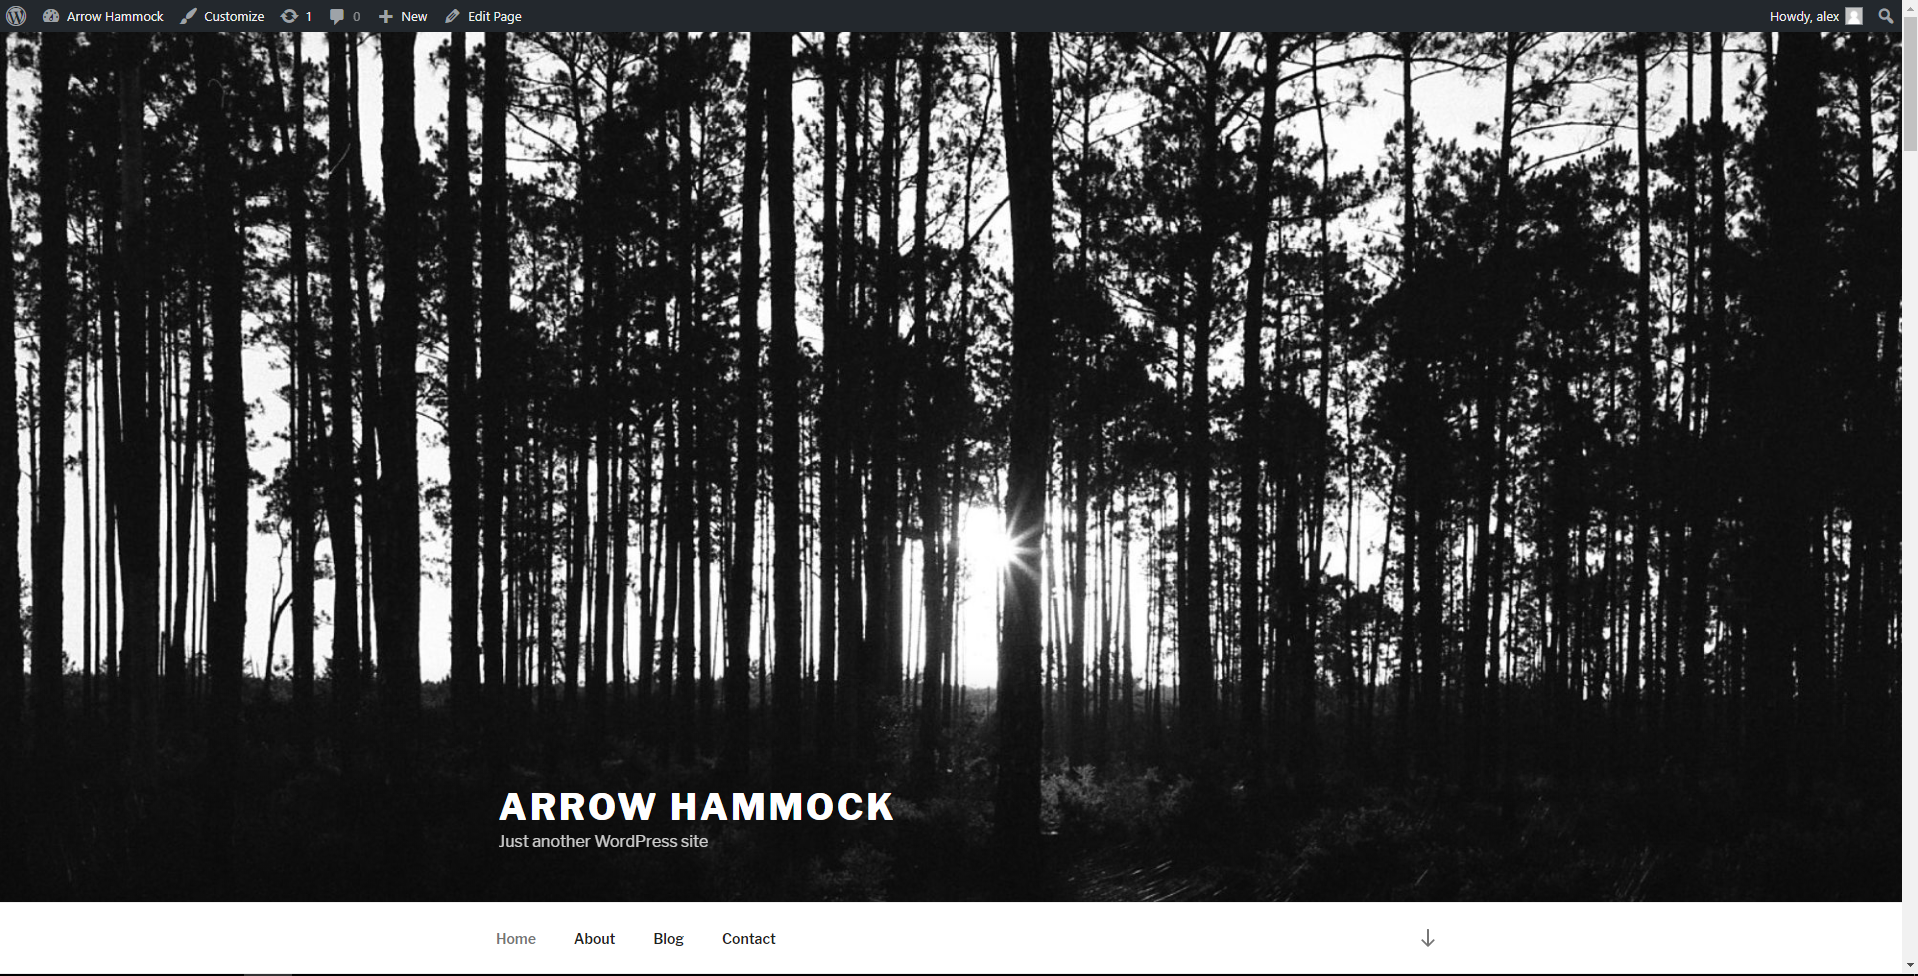 Arrow Hammock Customize 1 0 New Edit Page Howdy, alex
ARROW HAMMOCK
Just another WordPress site
Home About Blog Contact